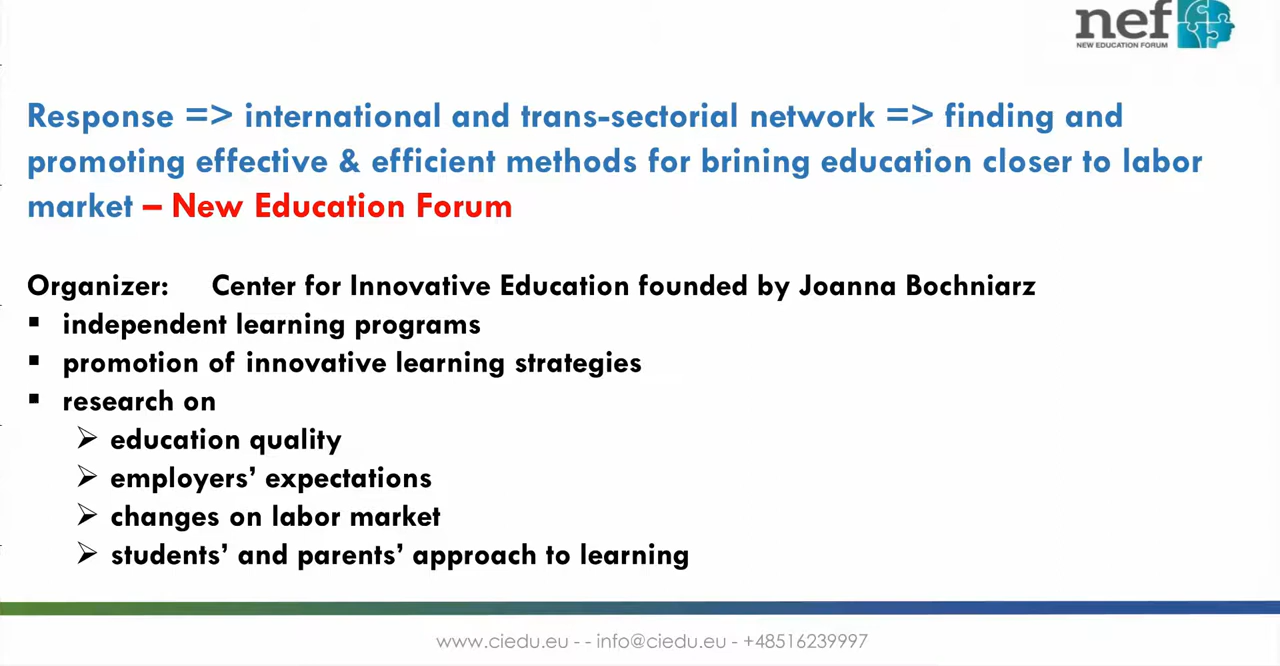 nef
NEW EDUCATION FORUM
Response => international and trans-sectorial network => finding and
promoting effective & efficient methods for brining education closer to labor
market – New Education Forum
Organizer: Center for Innovative Education founded by Joanna Bochniarz
▪ independent learning programs
▪ promotion of innovative learning strategies
▪ research on
➢ education quality
➢ employers’ expectations
➢ changes on labor market
➢ students’ and parents’ approach to learning
www.ciedu.eu - - info@ciedu.eu - +48516239997